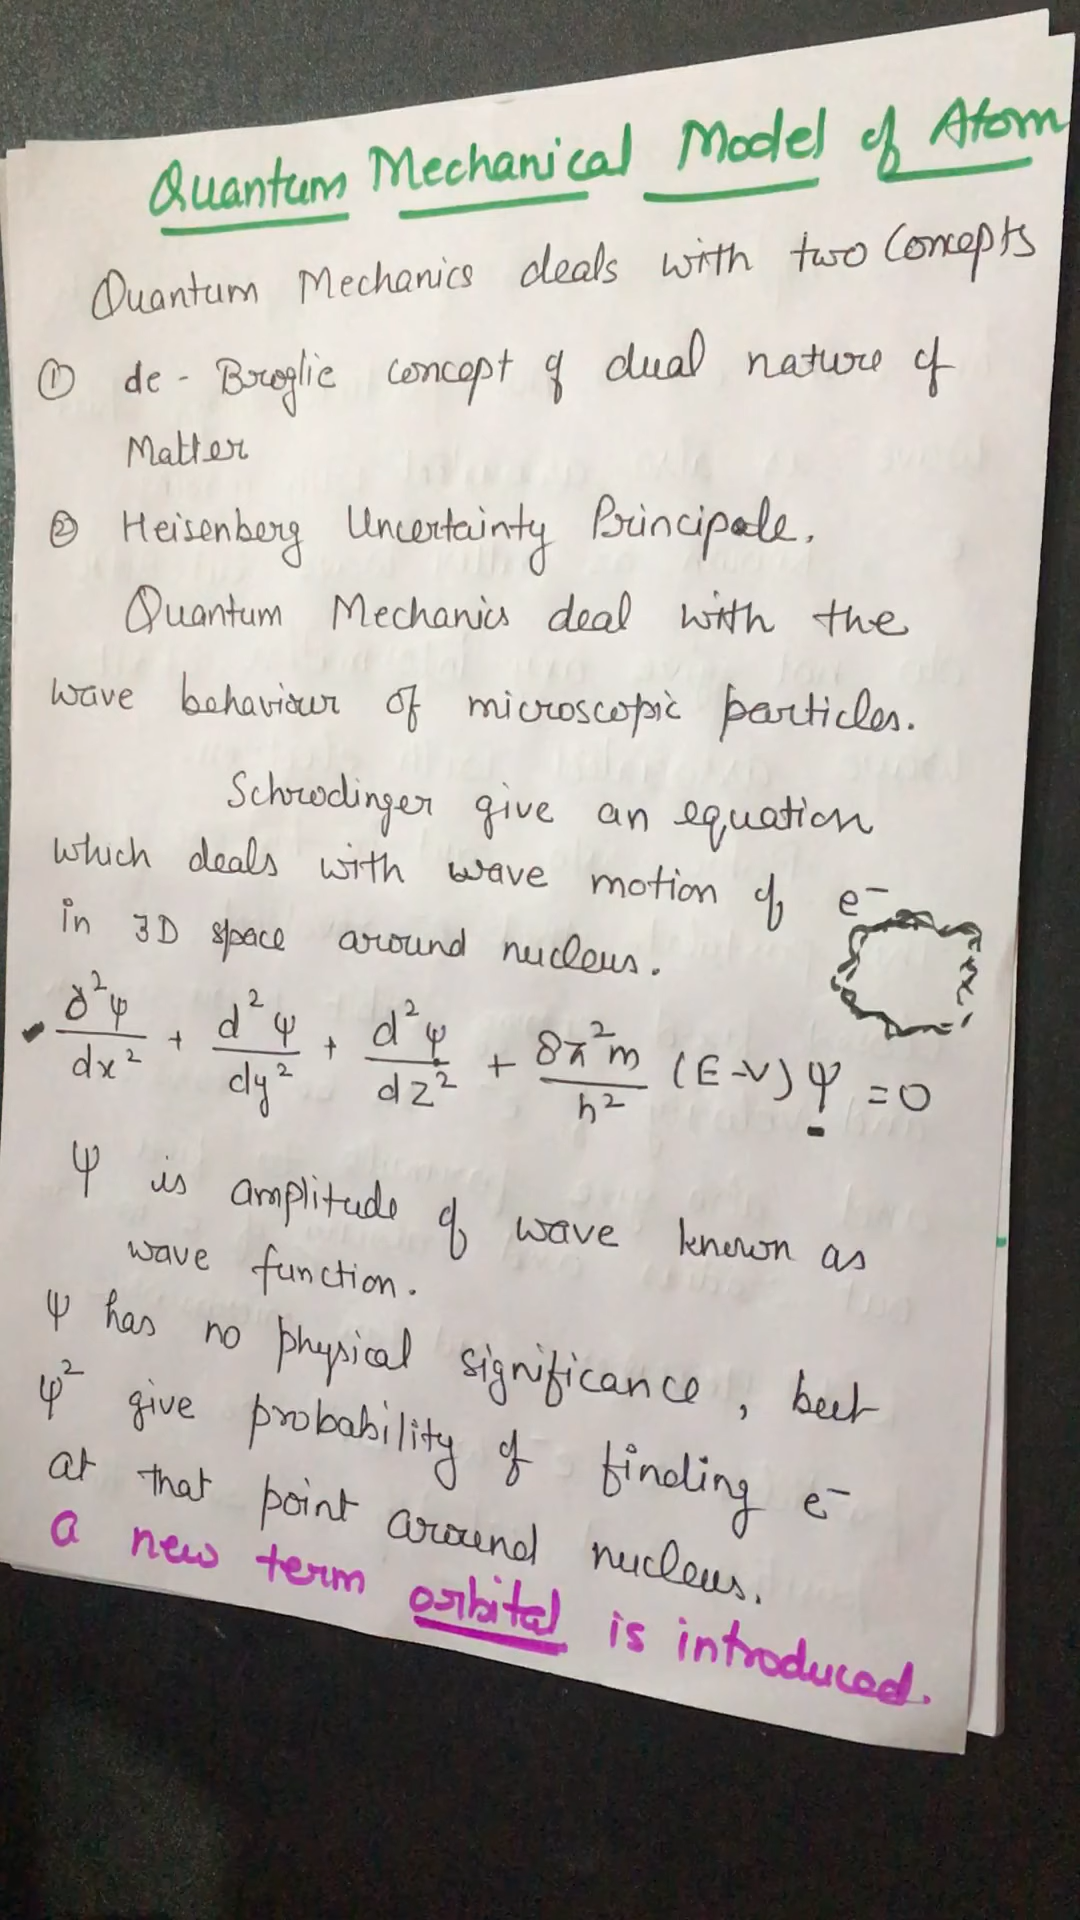 Quantum Mechanical Model of Atom
Quantum Mechanics deals with two Concepts
① de-Broglie concept of dual nature of
Matter
② Heisenberg Uncertainty Principale.
Quantum Mechanics deal with the
wave behaviour of microscopic particles.
Schrodinger give an equation
which deals with wave motion of e⁻
in 3D space around nucleus.
∂²ψ/dx² + d²ψ/dy² + d²ψ/dz² + 8π²m/h² (E-V)ψ = 0
ψ is amplitude of wave known as
wave function.
ψ has no physical significance, but
ψ² give probability of finding e⁻
at that point around nucleus.
a new term orbital is introduced.